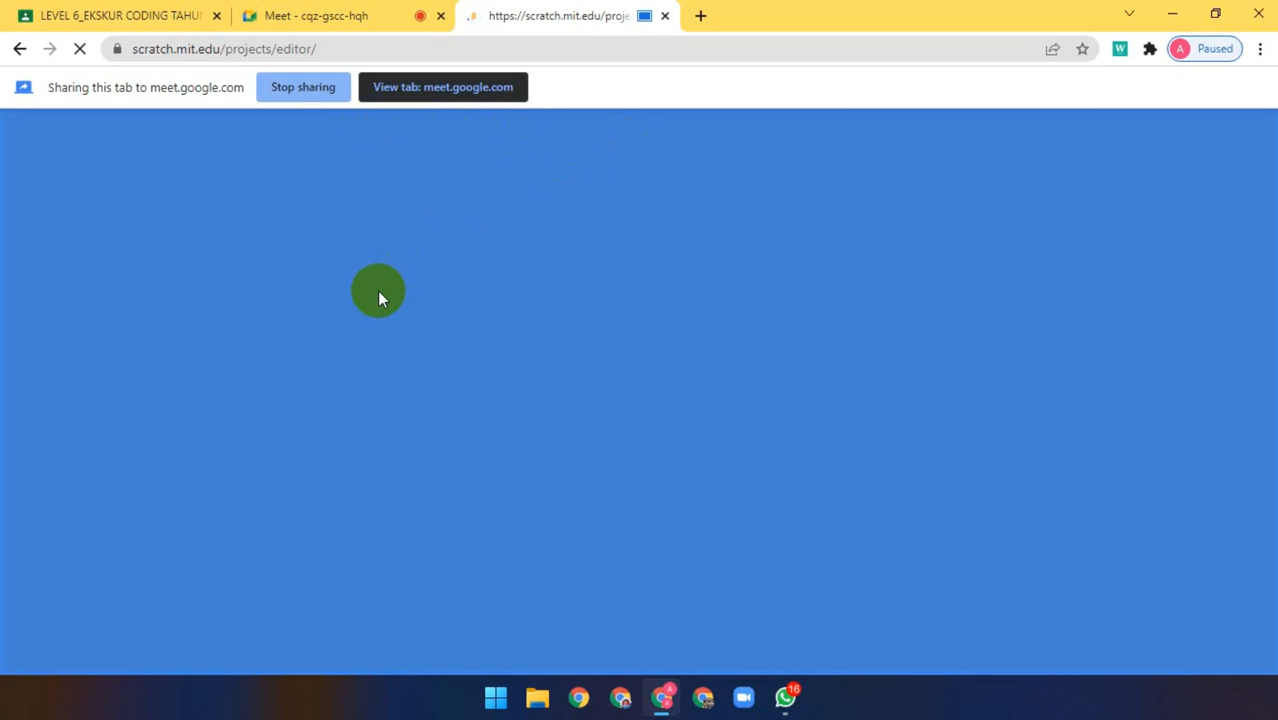 LEVEL 6_EKSKUR CODING TAHU
Meet - cqz-gscc-hqh
https://scratch.mit.edu/proje
scratch.mit.edu/projects/editor/
W
A
Paused
Sharing this tab to meet.google.com
Stop sharing
View tab: meet.google.com
A
16